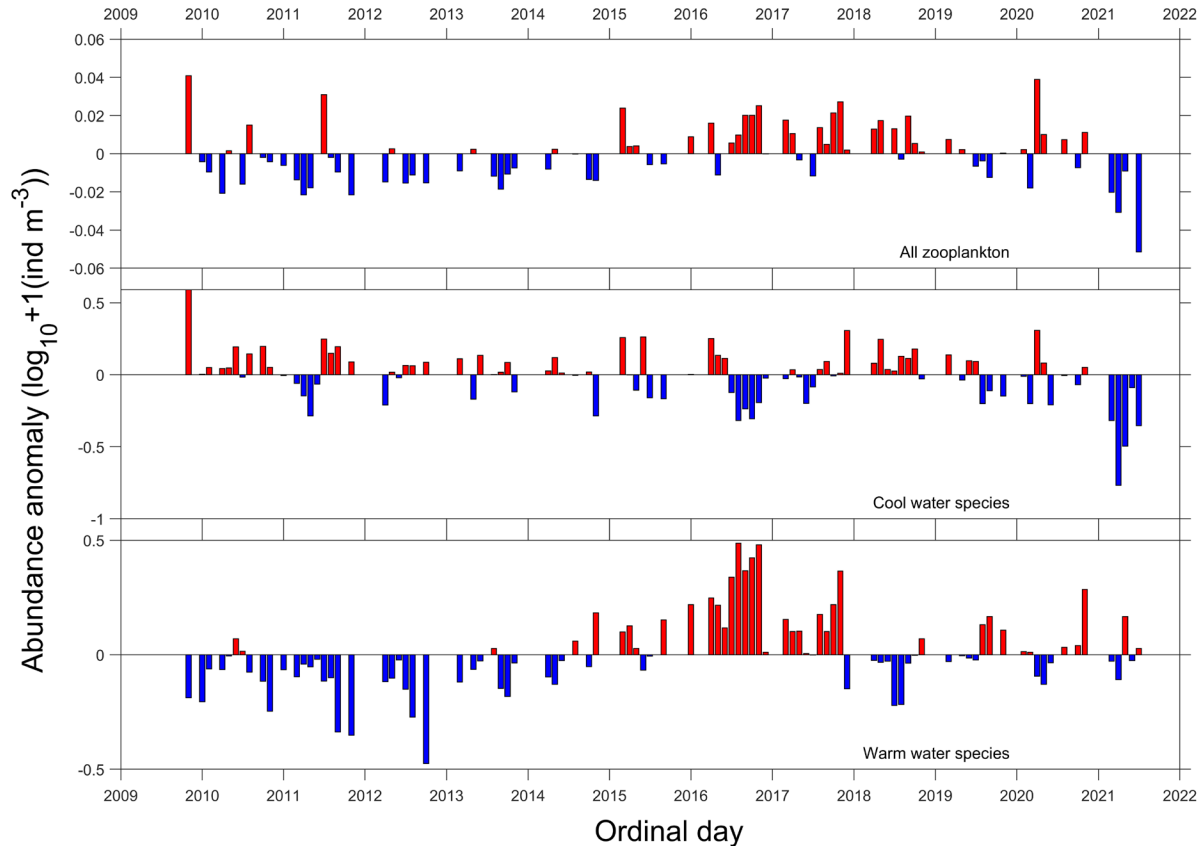 2009 2010 2011 2012 2013 2014 2015 2016 2017 2018 2019 2020 2021 2022
0.06
0.04
0.02
0
-0.02
-0.04
-0.06
All zooplankton
0.5
0
-0.5
-1
Cool water species
0.5
0
-0.5
Warm water species
2009 2010 2011 2012 2013 2014 2015 2016 2017 2018 2019 2020 2021 2022
Ordinal day
Abundance anomaly (log10+1(ind m-3))